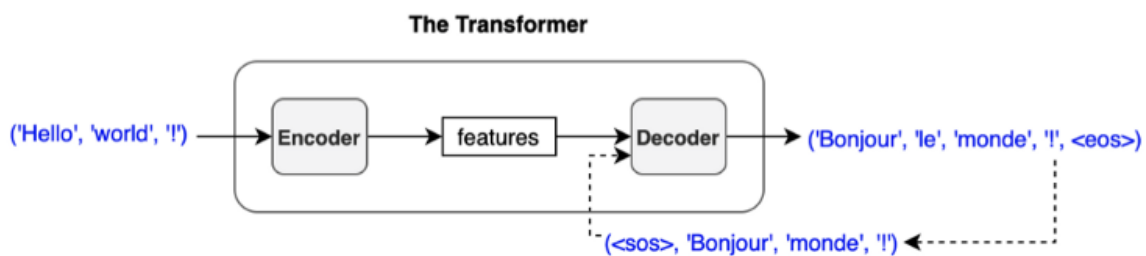 The Transformer
('Hello', 'world', '!')
Encoder
features
Decoder
('Bonjour', 'le', 'monde', '!', <eos>)
(<sos>, 'Bonjour', 'monde', '!')